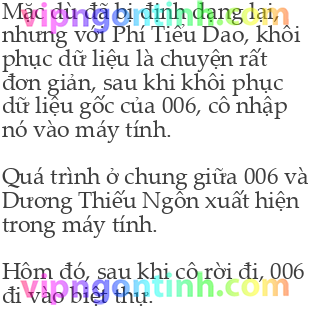 Mặc dù đã bị định dạng lại,
nhưng với Phí Tiểu Dao, khôi
phục dữ liệu là chuyện rất
đơn giản, sau khi khôi phục
dữ liệu gốc của 006, cô nhập
nó vào máy tính.
Quá trình ở chung giữa 006 và
Dương Thiếu Ngôn xuất hiện
trong máy tính.
Hôm đó, sau khi cô rời đi, 006
đi vào biệt thự.
vipngontinh.com
vipngontinh.com